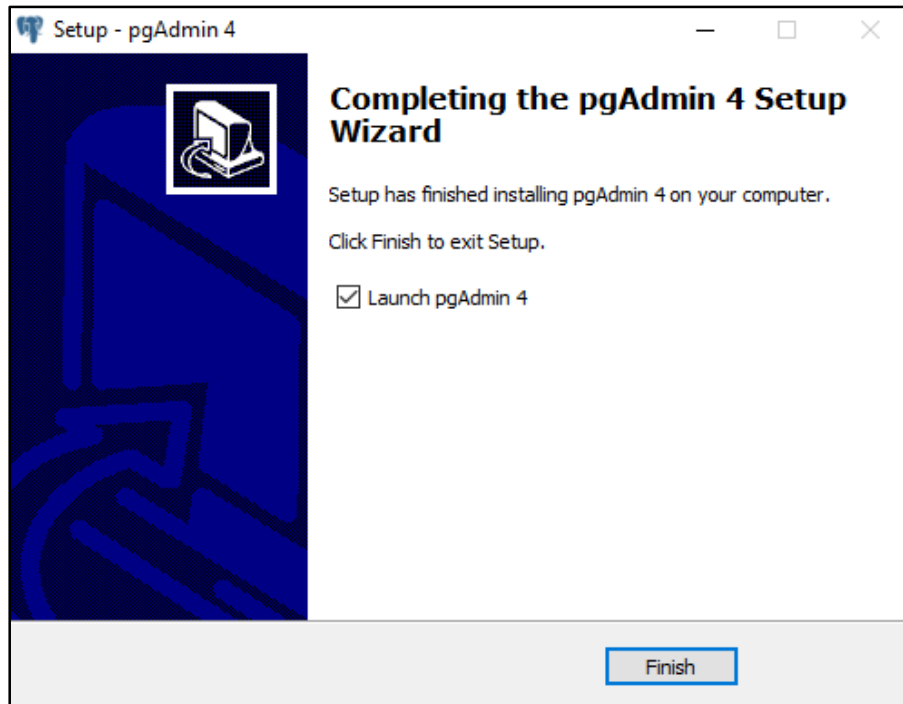 Setup - pgAdmin 4
Completing the pgAdmin 4 Setup
Wizard
Setup has finished installing pgAdmin 4 on your computer.
Click Finish to exit Setup.
Launch pgAdmin 4
Finish